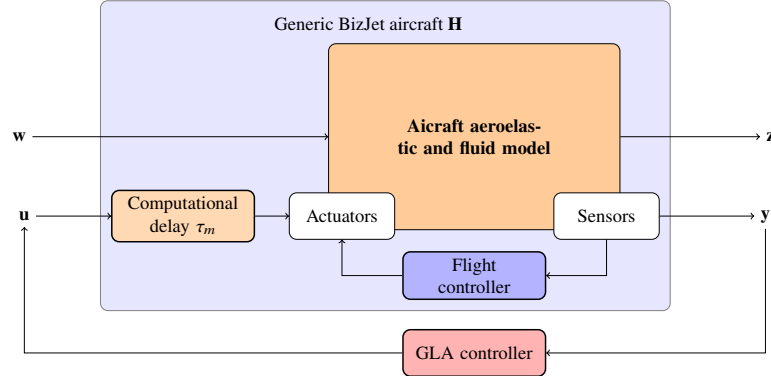 Generic BizJet aircraft H
w
Aicraft aeroelas-
tic and fluid model
z
Computational
delay τm
u
Actuators
Sensors
y
Flight
controller
GLA controller